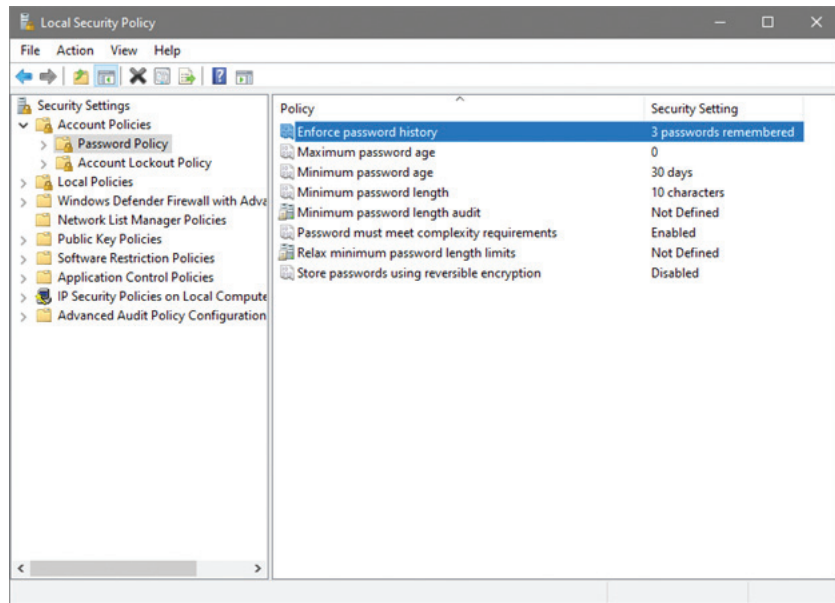 Local Security Policy
File Action View Help
Security Settings
Account Policies
Password Policy
Account Lockout Policy
Local Policies
Windows Defender Firewall with Adva
Network List Manager Policies
Public Key Policies
Software Restriction Policies
Application Control Policies
IP Security Policies on Local Compute
Advanced Audit Policy Configuration
Policy Security Setting
Enforce password history 3 passwords remembered
Maximum password age 0
Minimum password age 30 days
Minimum password length 10 characters
Minimum password length audit Not Defined
Password must meet complexity requirements Enabled
Relax minimum password length limits Not Defined
Store passwords using reversible encryption Disabled